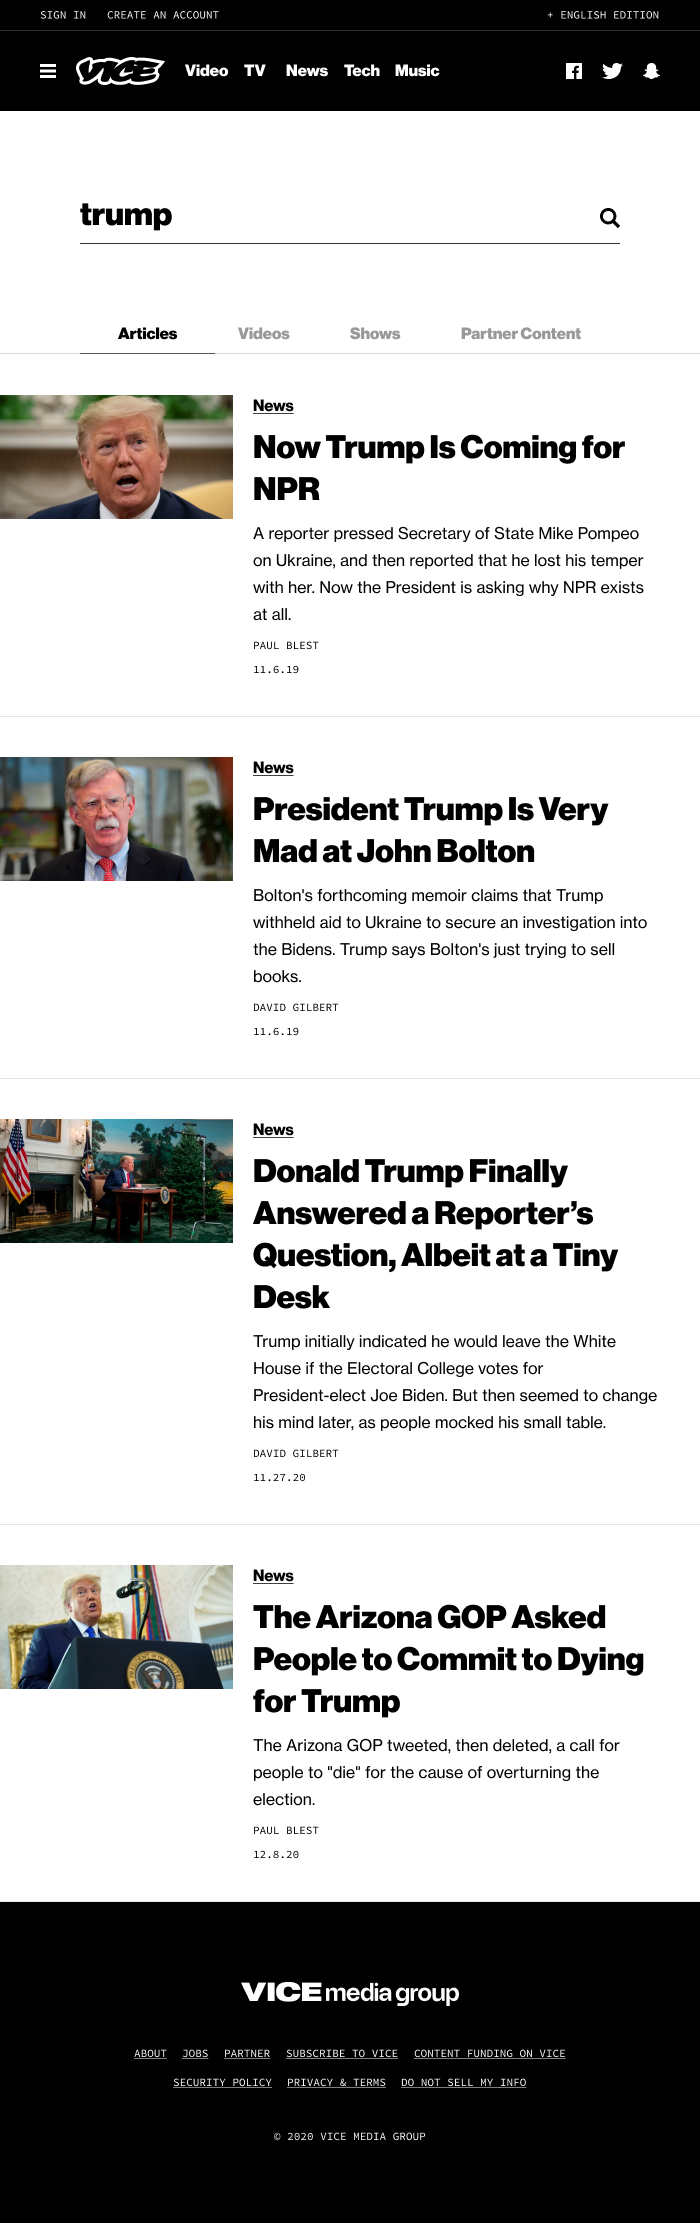 SIGN IN CREATE AN ACCOUNT + ENGLISH EDITION
VICE Video TV News Tech Music
trump
Articles Videos Shows Partner Content
News
Now Trump Is Coming for
NPR
A reporter pressed Secretary of State Mike Pompeo
on Ukraine, and then reported that he lost his temper
with her. Now the President is asking why NPR exists
at all.
PAUL BLEST
11.6.19
News
President Trump Is Very
Mad at John Bolton
Bolton's forthcoming memoir claims that Trump
withheld aid to Ukraine to secure an investigation into
the Bidens. Trump says Bolton's just trying to sell
books.
DAVID GILBERT
11.6.19
News
Donald Trump Finally
Answered a Reporter’s
Question, Albeit at a Tiny
Desk
Trump initially indicated he would leave the White
House if the Electoral College votes for
President-elect Joe Biden. But then seemed to change
his mind later, as people mocked his small table.
DAVID GILBERT
11.27.20
News
The Arizona GOP Asked
People to Commit to Dying
for Trump
The Arizona GOP tweeted, then deleted, a call for
people to "die" for the cause of overturning the
election.
PAUL BLEST
12.8.20
VICE media group
ABOUT JOBS PARTNER SUBSCRIBE TO VICE CONTENT FUNDING ON VICE
SECURITY POLICY PRIVACY & TERMS DO NOT SELL MY INFO
© 2020 VICE MEDIA GROUP